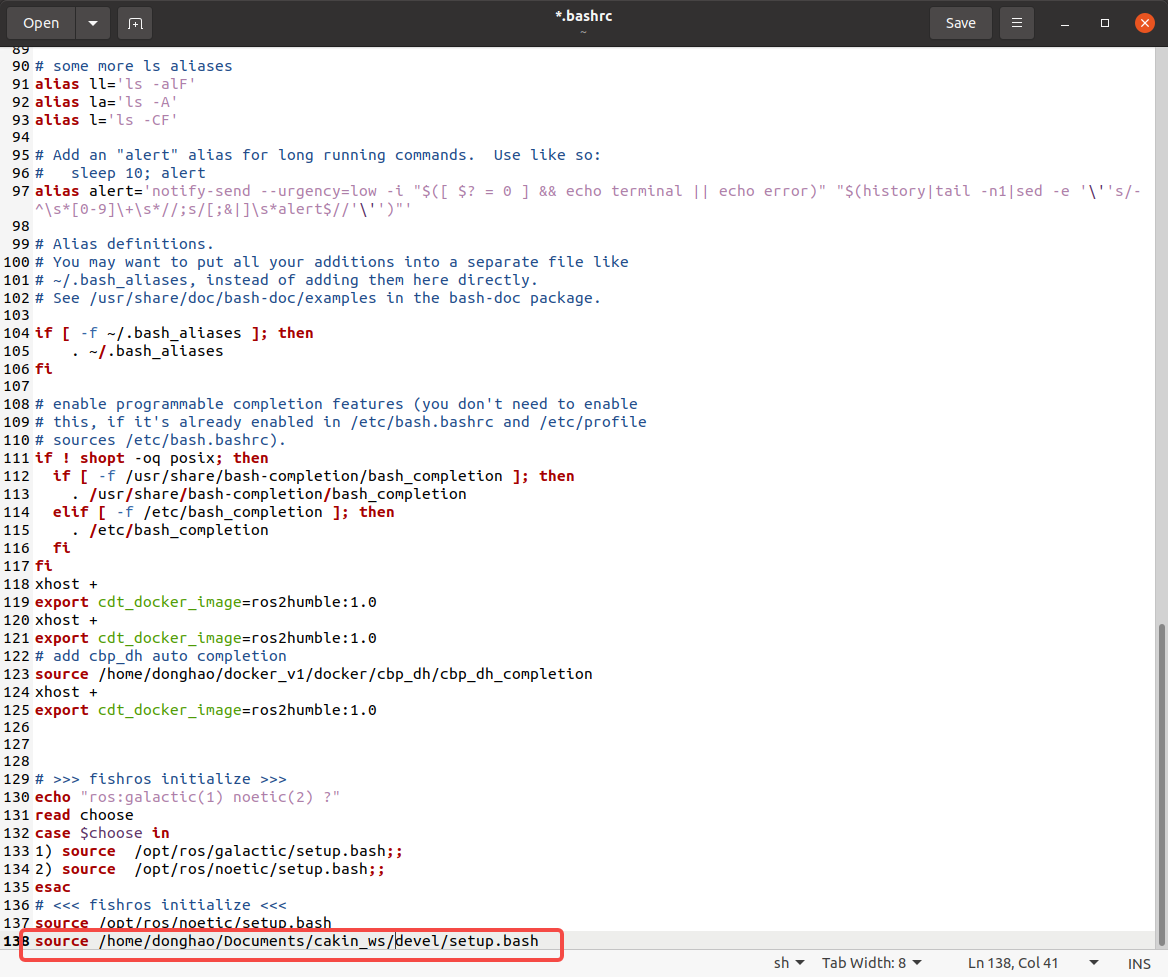 Open
*.bashrc
~
Save
89
90 # some more ls aliases
91 alias ll='ls -alF'
92 alias la='ls -A'
93 alias l='ls -CF'
94
95 # Add an "alert" alias for long running commands.  Use like so:
96 #   sleep 10; alert
97 alias alert='notify-send --urgency=low -i "$([ $? = 0 ] && echo terminal || echo error)" "$(history|tail -n1|sed -e '\''s/-
^\s*[0-9]\+\s*//;s/[;&|]\s*alert$//'\'')"'
98
99 # Alias definitions.
100 # You may want to put all your additions into a separate file like
101 # ~/.bash_aliases, instead of adding them here directly.
102 # See /usr/share/doc/bash-doc/examples in the bash-doc package.
103
104 if [ -f ~/.bash_aliases ]; then
105     . ~/.bash_aliases
106 fi
107
108 # enable programmable completion features (you don't need to enable
109 # this, if it's already enabled in /etc/bash.bashrc and /etc/profile
110 # sources /etc/bash.bashrc).
111 if ! shopt -oq posix; then
112   if [ -f /usr/share/bash-completion/bash_completion ]; then
113     . /usr/share/bash-completion/bash_completion
114   elif [ -f /etc/bash_completion ]; then
115     . /etc/bash_completion
116   fi
117 fi
118 xhost +
119 export cdt_docker_image=ros2humble:1.0
120 xhost +
121 export cdt_docker_image=ros2humble:1.0
122 # add cbp_dh auto completion
123 source /home/donghao/docker_v1/docker/cbp_dh/cbp_dh_completion
124 xhost +
125 export cdt_docker_image=ros2humble:1.0
126
127
128
129 # >>> fishros initialize >>>
130 echo "ros:galactic(1) noetic(2) ?"
131 read choose
132 case $choose in
133 1) source  /opt/ros/galactic/setup.bash;;
134 2) source  /opt/ros/noetic/setup.bash;;
135 esac
136 # <<< fishros initialize <<<
137 source /opt/ros/noetic/setup.bash
138 source /home/donghao/Documents/cakin_ws/devel/setup.bash
sh
Tab Width: 8
Ln 138, Col 41
INS